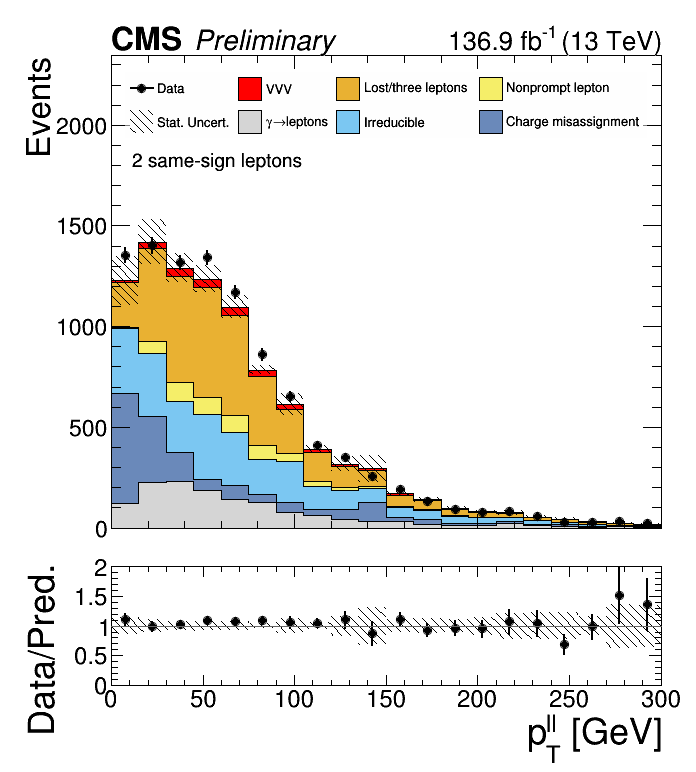 CMS Preliminary 136.9 fb-1 (13 TeV)
Events
Data VVV Lost/three leptons Nonprompt lepton
Stat. Uncert. γ→leptons Irreducible Charge misassignment
2 same-sign leptons
2000
1500
1000
500
0
Data/Pred.
2
1.5
1
0.5
0
0 50 100 150 200 250 300
pTll [GeV]